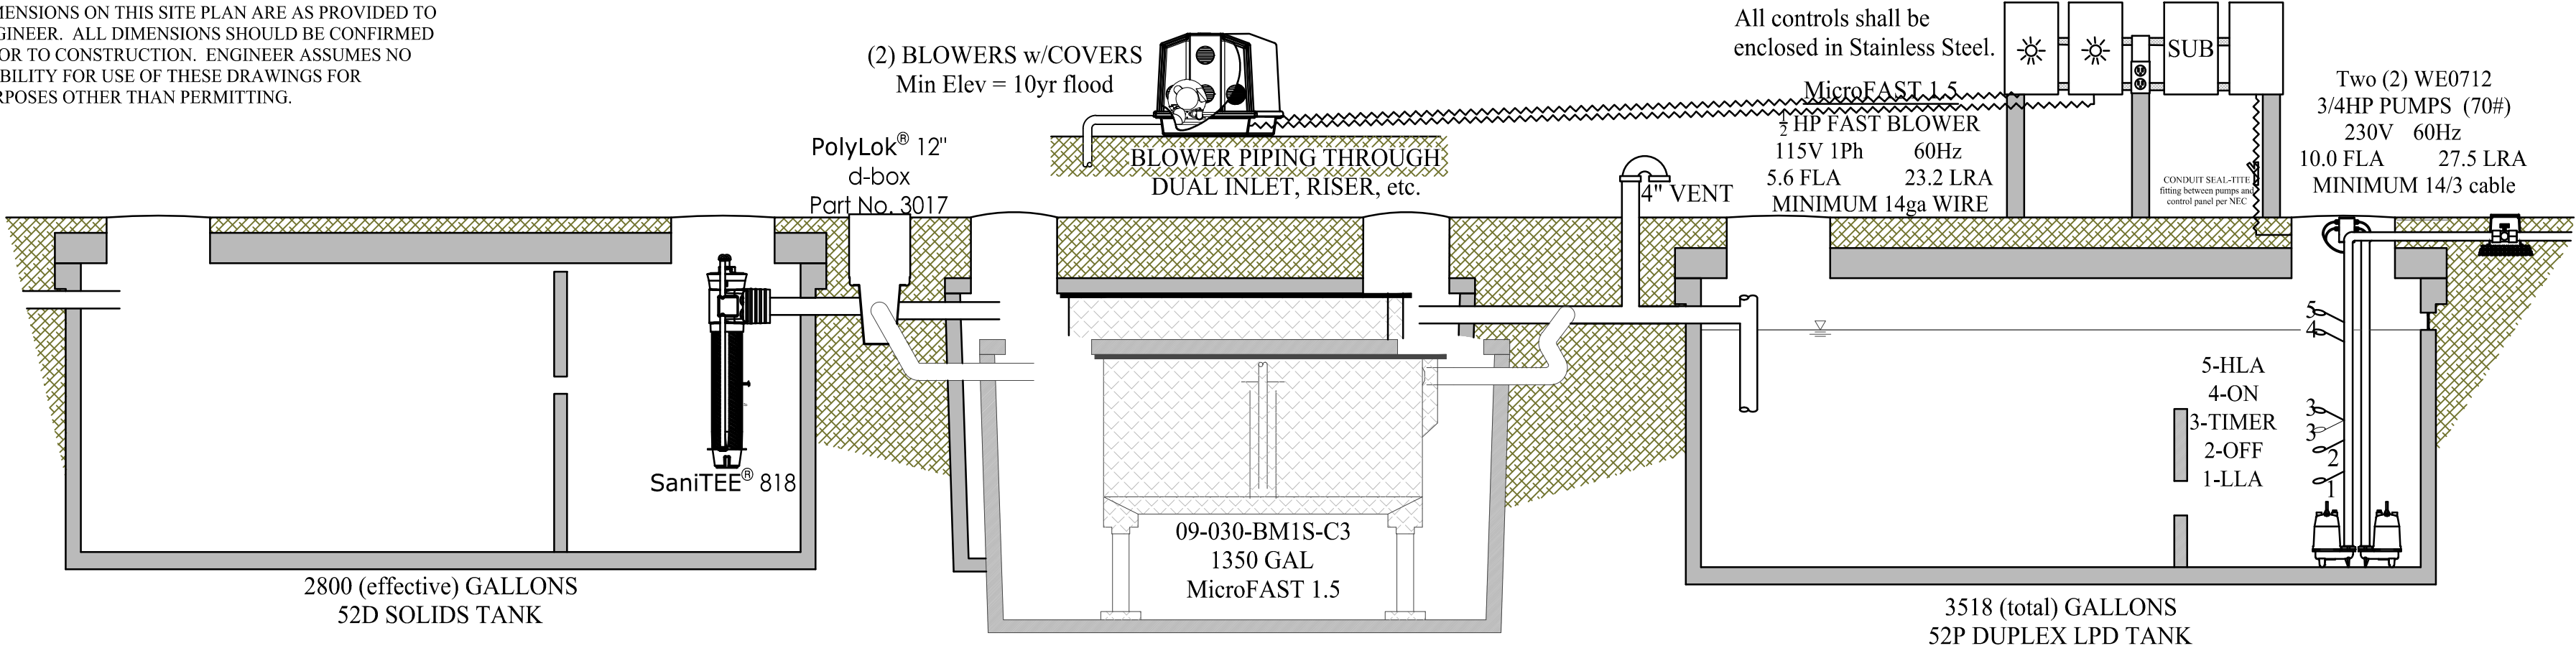 MENSIONS ON THIS SITE PLAN ARE AS PROVIDED TO
GINEER. ALL DIMENSIONS SHOULD BE CONFIRMED
OR TO CONSTRUCTION. ENGINEER ASSUMES NO
BILITY FOR USE OF THESE DRAWINGS FOR
RPOSES OTHER THAN PERMITTING.
(2) BLOWERS w/COVERS
Min Elev = 10yr flood
PolyLok® 12"
d-box
Part No. 3017
BLOWER PIPING THROUGH
DUAL INLET, RISER, etc.
4" VENT
All controls shall be
enclosed in Stainless Steel.
MicroFAST 1.5
1/2 HP FAST BLOWER
115V 1Ph 60Hz
5.6 FLA 23.2 LRA
MINIMUM 14ga WIRE
SUB
CONDUIT SEAL-TITE
fitting between pumps and
control panel per NEC
Two (2) WE0712
3/4HP PUMPS (70#)
230V 60Hz
10.0 FLA 27.5 LRA
MINIMUM 14/3 cable
SaniTEE® 818
2800 (effective) GALLONS
52D SOLIDS TANK
09-030-BM1S-C3
1350 GAL
MicroFAST 1.5
5-HLA
4-ON
3-TIMER
2-OFF
1-LLA
5
4
3
3
2
1
3518 (total) GALLONS
52P DUPLEX LPD TANK